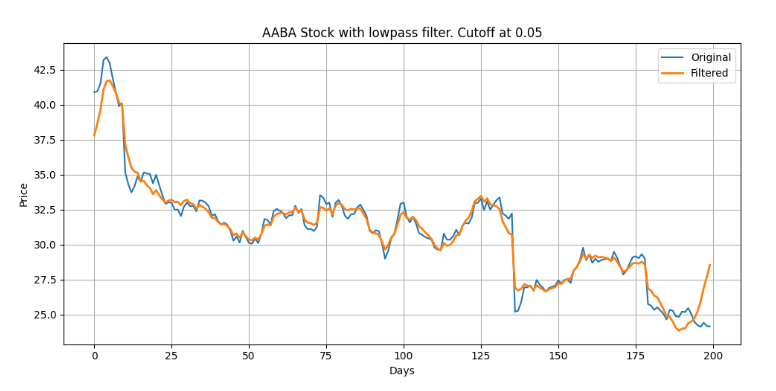 AABA Stock with lowpass filter. Cutoff at 0.05
Original
Filtered
42.5
40.0
37.5
35.0
32.5
30.0
27.5
25.0
Price
0 25 50 75 100 125 150 175 200
Days